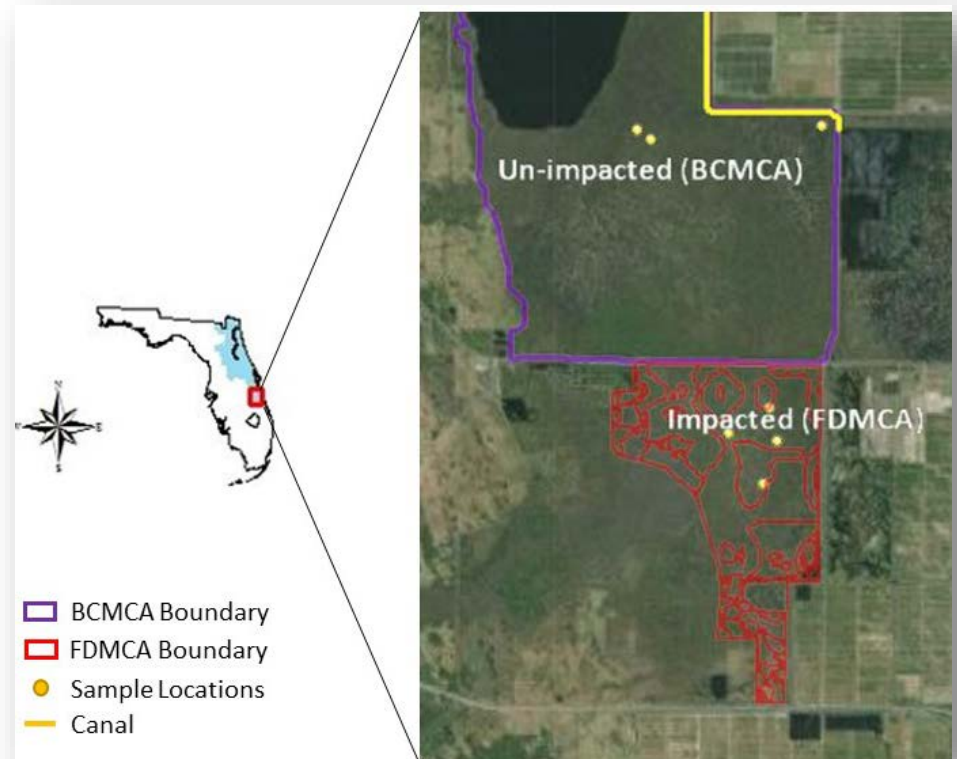 Un-impacted (BCMCA)
Impacted (FDMCA)
N
S
BCMCA Boundary
FDMCA Boundary
Sample Locations
Canal